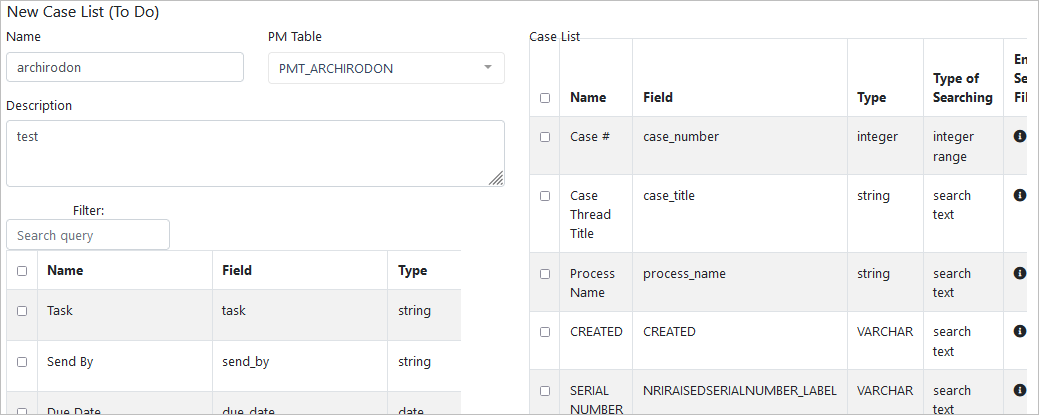 New Case List (To Do)
Name
PM Table
archirodon
PMT_ARCHIRODON
Description
test
Filter:
Search query
Name Field Type
Task task string
Send By send_by string
Due Date due_date date
Case List
Name Field Type Type of Searching En Se Fil
Case # case_number integer integer range
Case Thread Title case_title string search text
Process Name process_name string search text
CREATED CREATED VARCHAR search text
SERIAL NUMBER NRIRAISEDSERIALNUMBER_LABEL VARCHAR search text